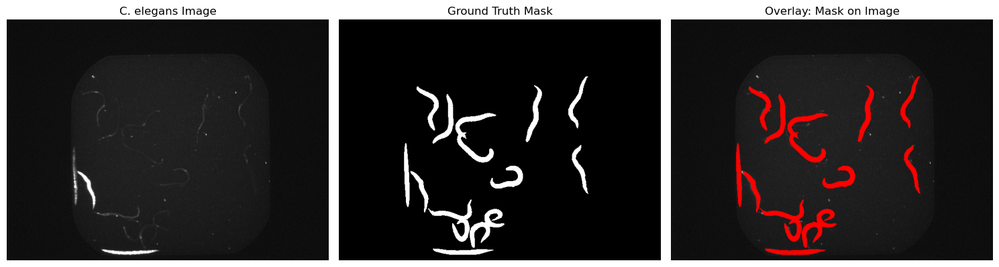 C. elegans Image
Ground Truth Mask
Overlay: Mask on Image